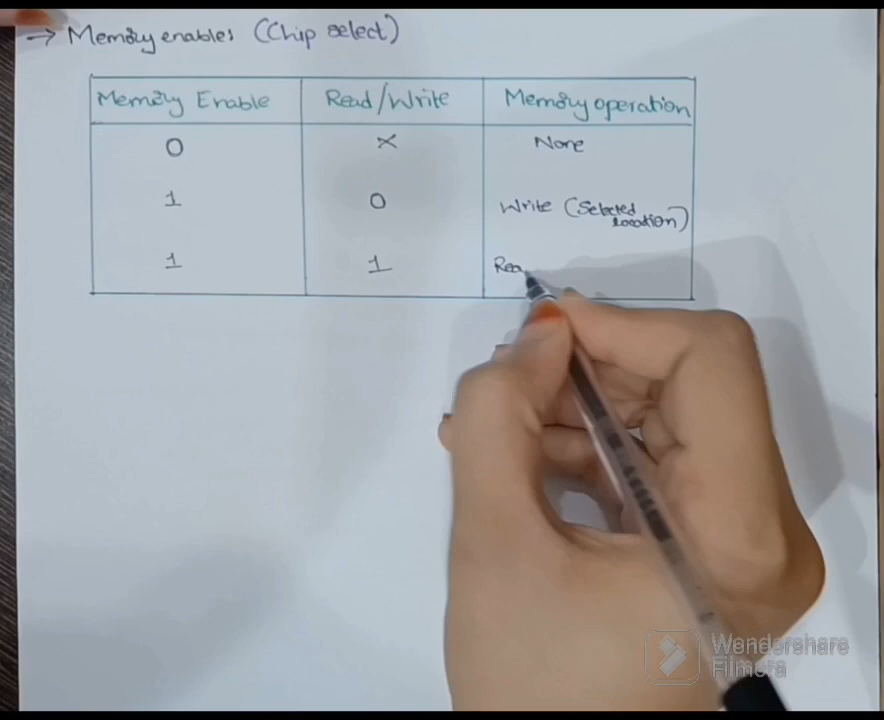 → Memory enables (Chip select)
Memory Enable Read/Write Memory operation
0 × None
1 0 Write (Selected
location)
1 1 Rea
Wondershare
Filmora